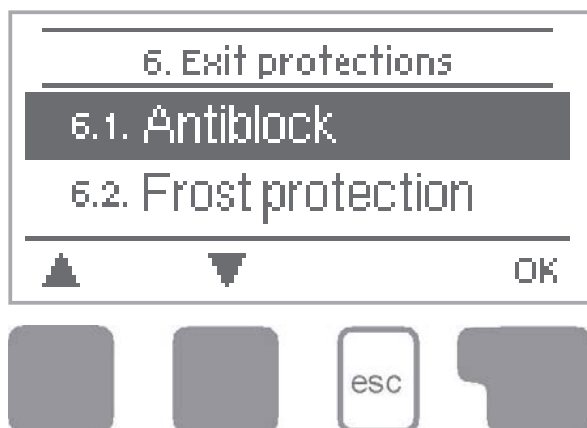 6. Exit protections
6.1. Antiblock
6.2. Frost protection
OK
esc